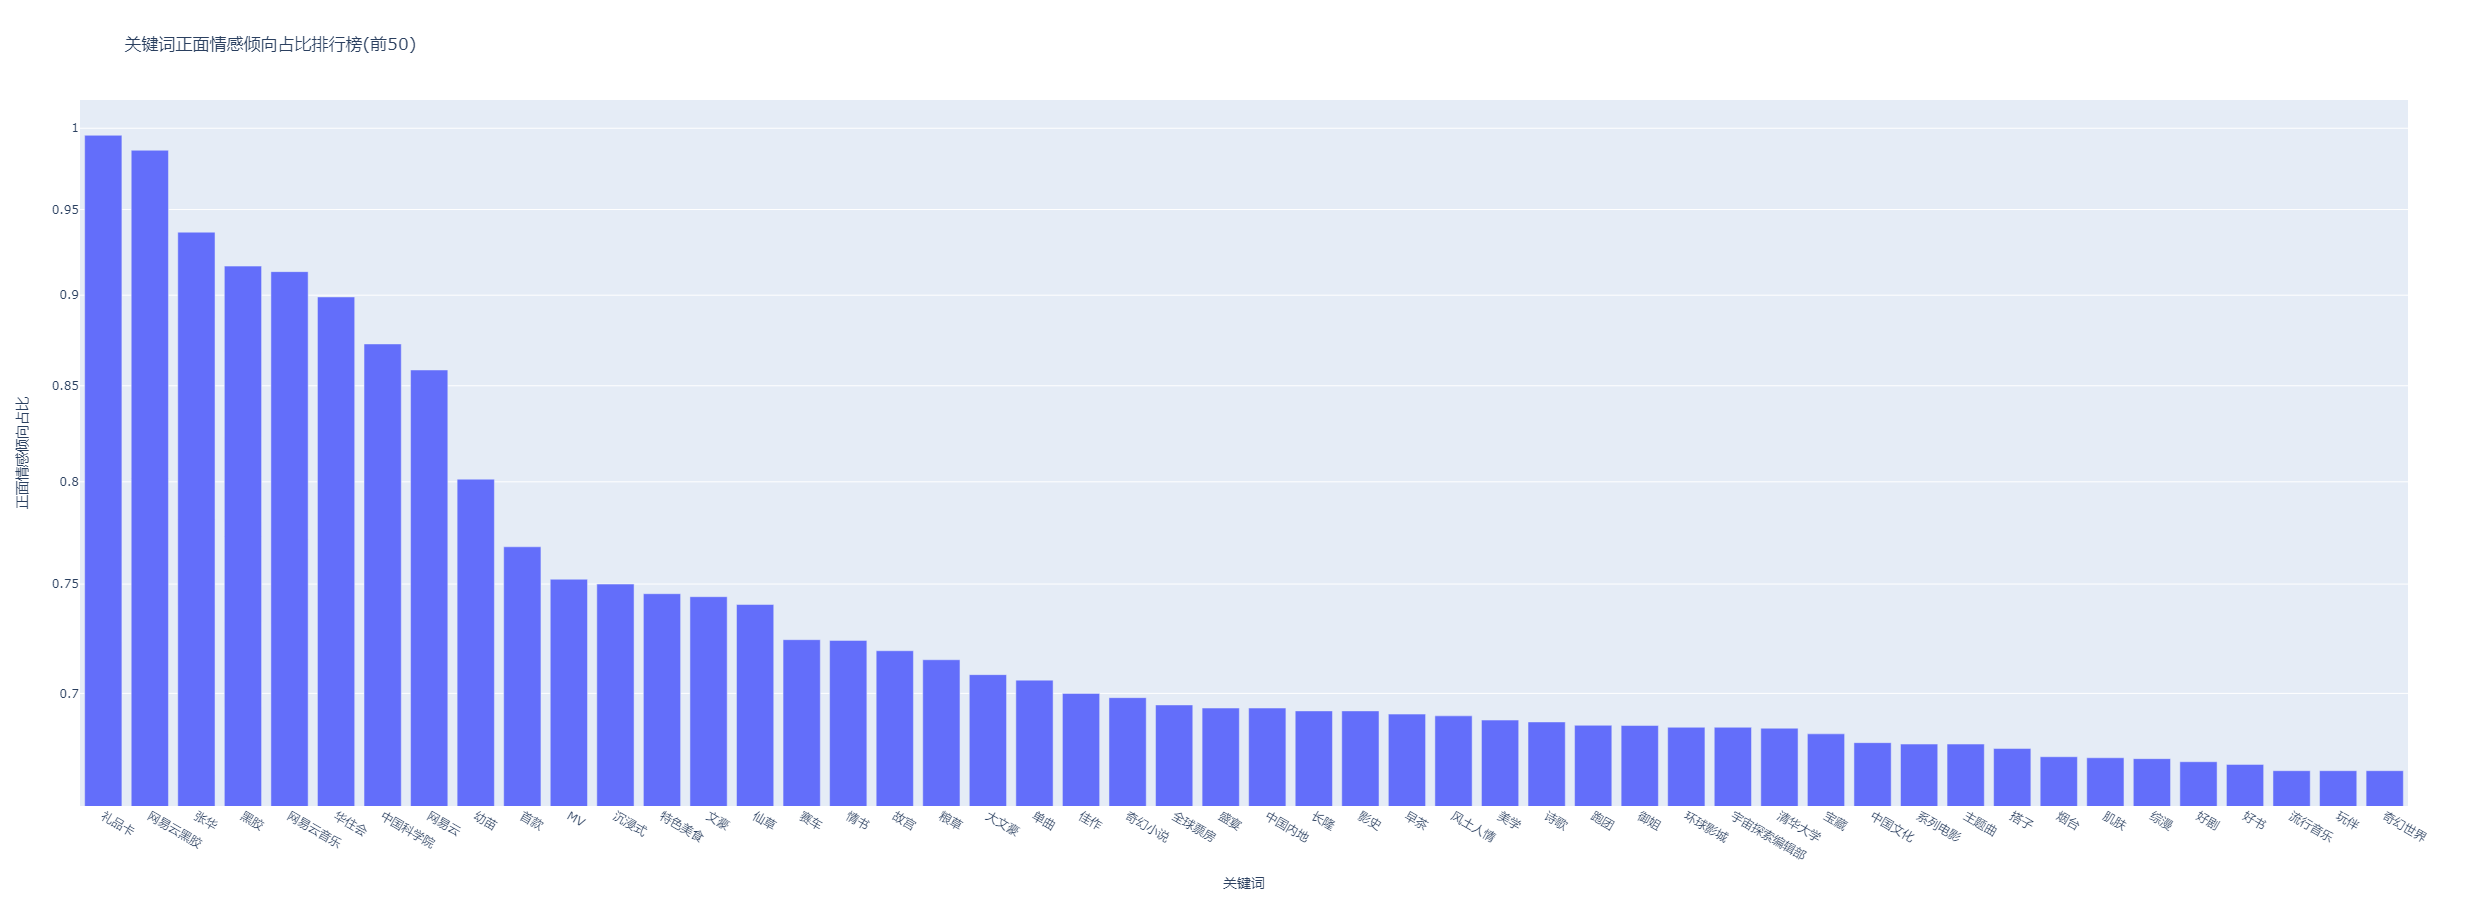 关键词正面情感倾向占比排行榜(前50)
正面情感倾向占比
1
0.95
0.9
0.85
0.8
0.75
0.7
礼品卡
网易云黑胶
张华
黑胶
网易云音乐
华住会
中国科学院
网易云
幼苗
首款
MV
沉浸式
特色美食
文豪
仙草
赛车
情书
故宫
粮草
大文豪
单曲
佳作
奇幻小说
全球票房
盛宴
中国内地
长隆
影史
早茶
风土人情
美学
诗歌
跑团
御姐
环球影城
宇宙探索编辑部
清华大学
宝藏
中国文化
系列电影
主题曲
搭子
烟台
肌肤
综漫
好剧
好书
流行音乐
玩伴
奇幻世界
关键词